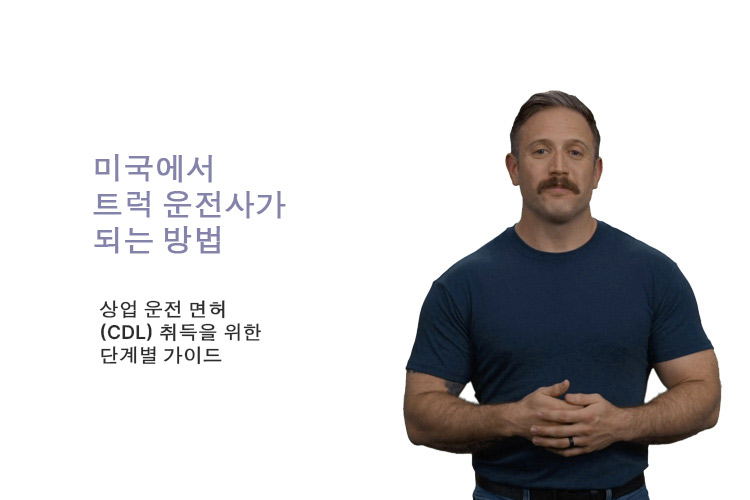 미국에서
트럭 운전사가
되는 방법
상업 운전 면허
(CDL) 취득을 위한
단계별 가이드